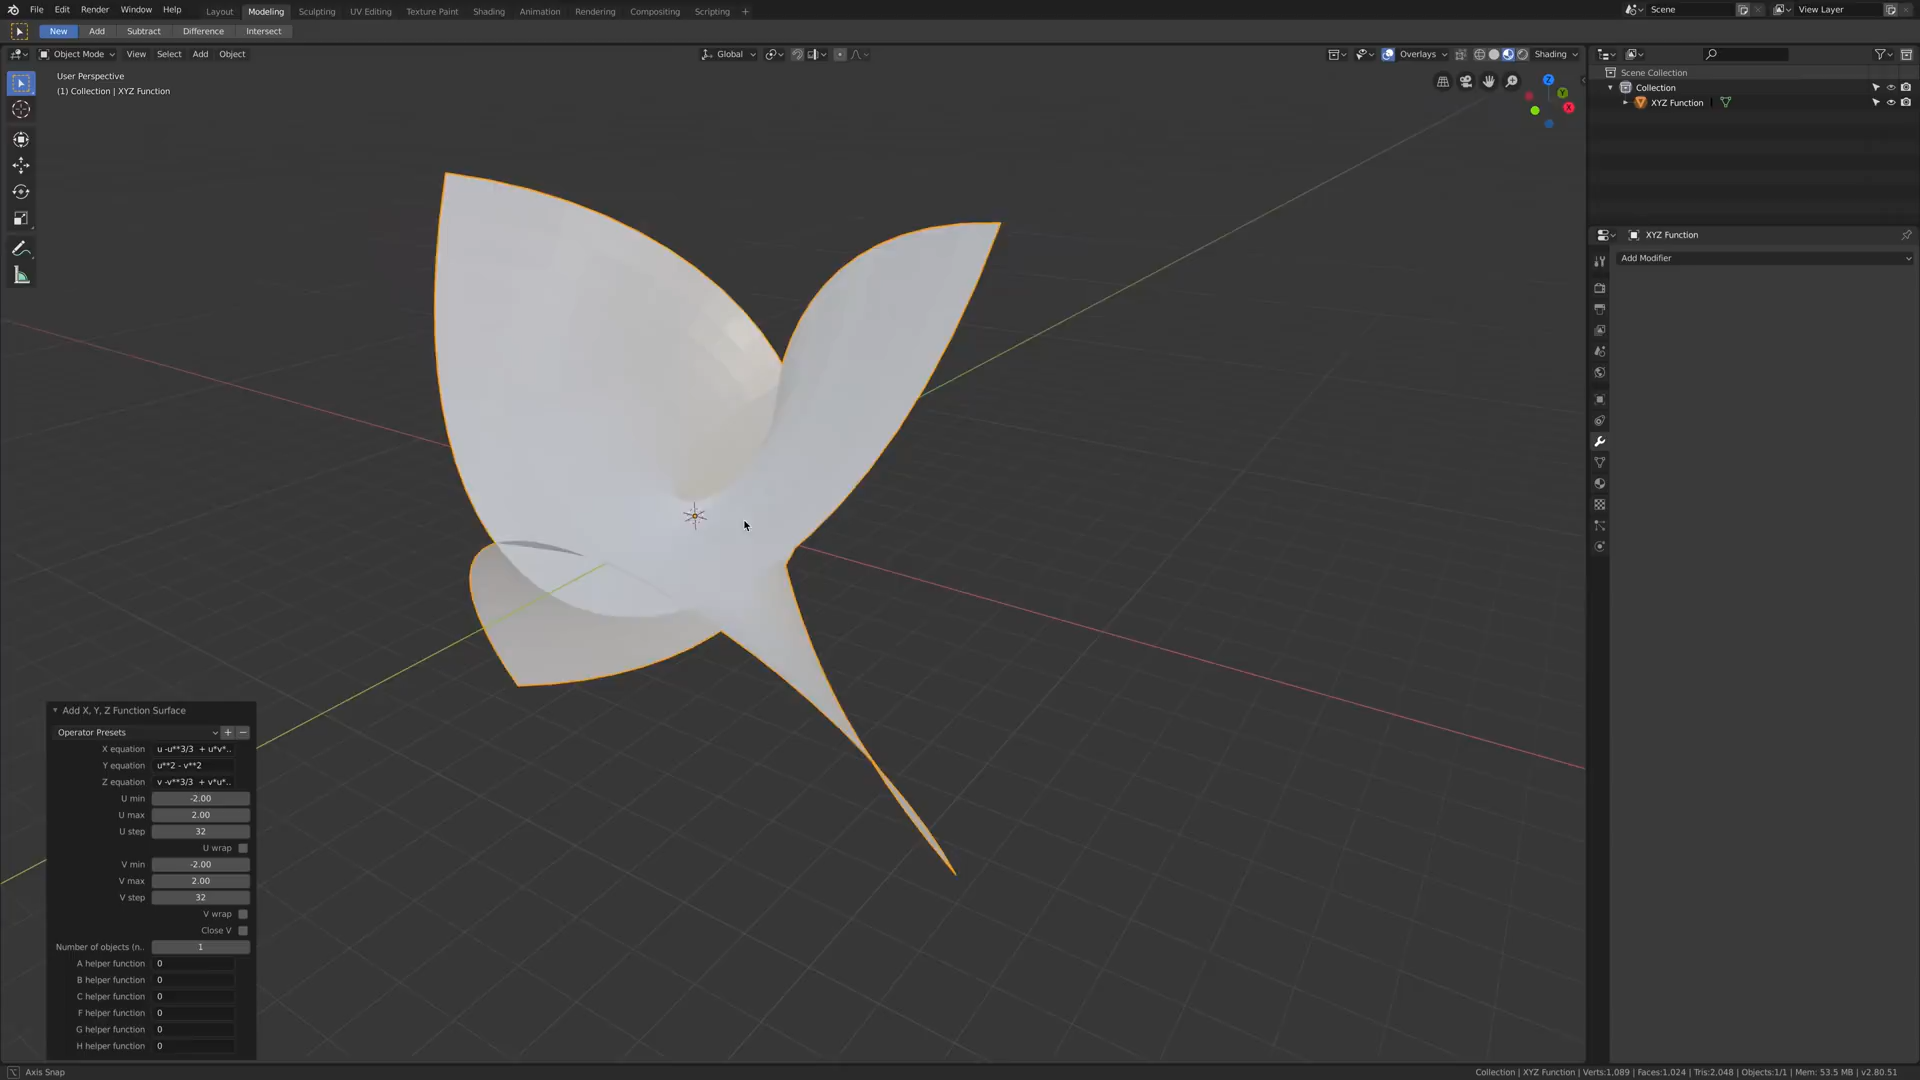 File Edit Render Window Help
Layout Modeling Sculpting UV Editing Texture Paint Shading Animation Rendering Compositing Scripting +
Scene
View Layer
New Add Subtract Difference Intersect
Object Mode View Select Add Object
Global
Overlays
Shading
User Perspective
(1) Collection | XYZ Function
Z
Y
X
Scene Collection
Collection
XYZ Function
XYZ Function
Add Modifier
Add X, Y, Z Function Surface
Operator Presets + −
X equation u -u**3/3 + u*v*..
Y equation u**2 - v**2
Z equation v -v**3/3 + v*u*..
U min -2.00
U max 2.00
U step 32
U wrap
V min -2.00
V max 2.00
V step 32
V wrap
Close V
Number of objects (n.. 1
A helper function 0
B helper function 0
C helper function 0
F helper function 0
G helper function 0
H helper function 0
Axis Snap
Collection | XYZ Function | Verts:1,089 | Faces:1,024 | Tris:2,048 | Objects:1/1 | Mem: 53.5 MB | v2.80.51